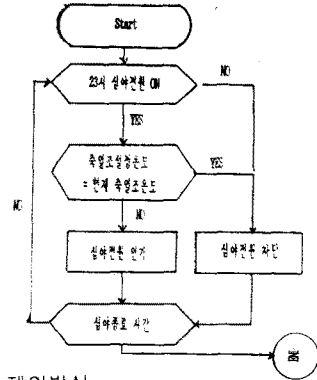 Start
23시 심야전원 ON
NO
YES
축열조설정온도
= 현재 축열조온도
YES
NO
NO
심야전원 인가
심야전원 차단
심야종료 시간